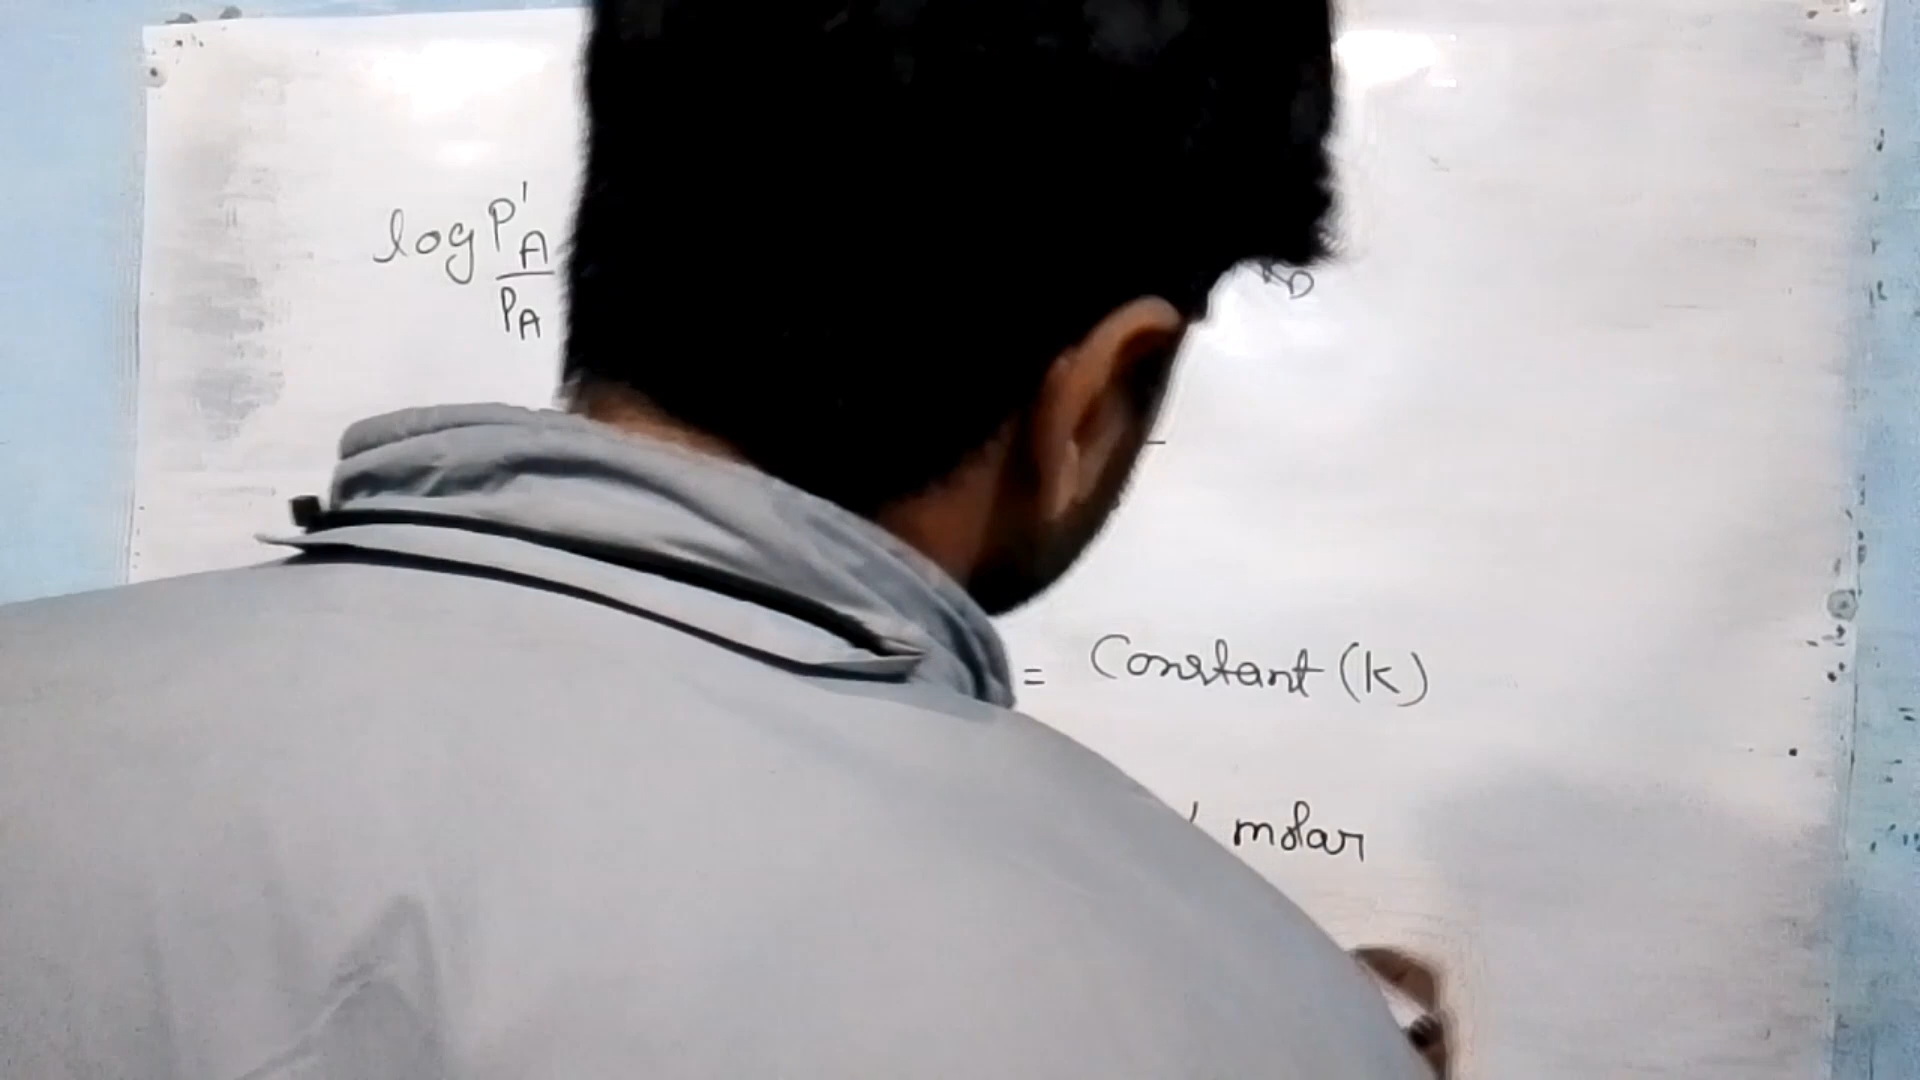 log P'A
PA
D
= Constant (k)
molar